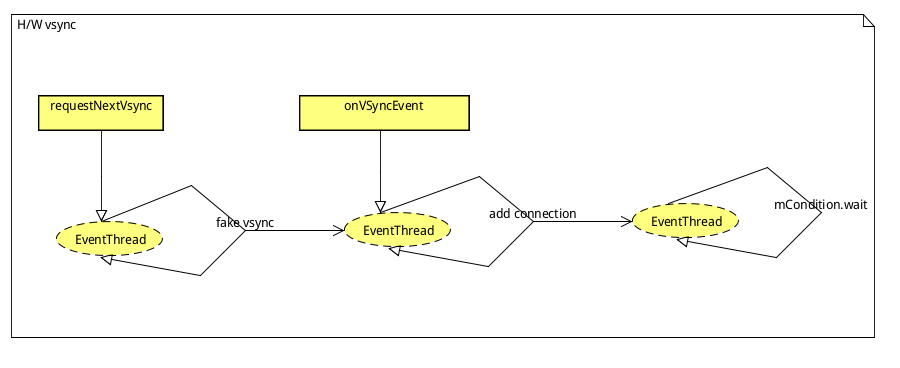 H/W vsync
requestNextVsync
onVSyncEvent
mCondition.wait
add connection
fake vsync
EventThread
EventThread
EventThread